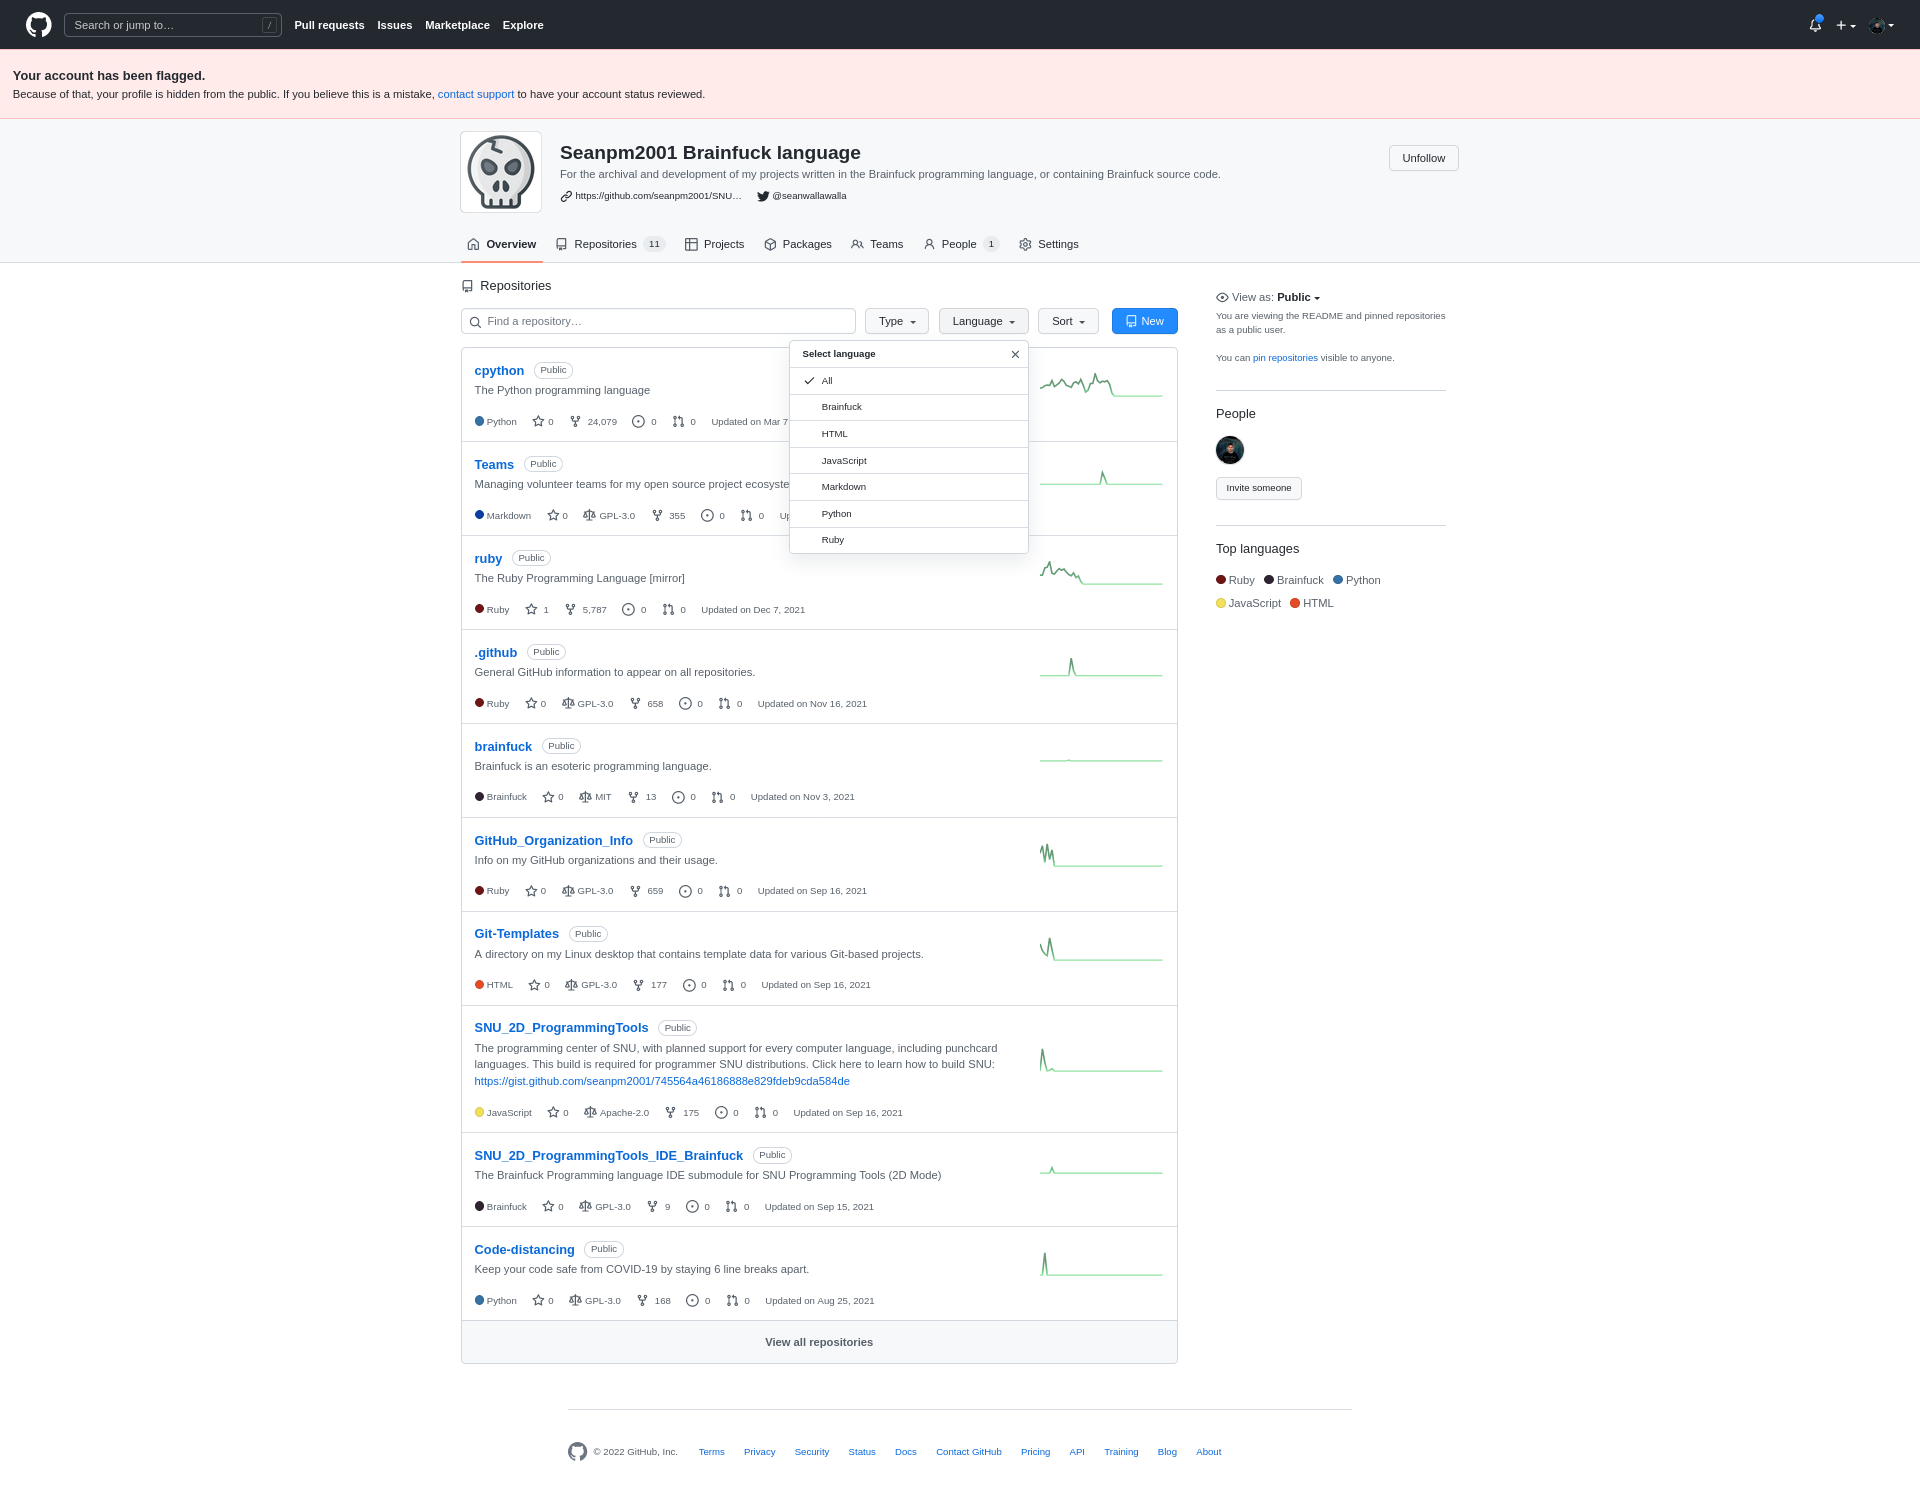 Search or jump to… /
Pull requests Issues Marketplace Explore
Your account has been flagged.
Because of that, your profile is hidden from the public. If you believe this is a mistake, contact support to have your account status reviewed.
Seanpm2001 Brainfuck language
For the archival and development of my projects written in the Brainfuck programming language, or containing Brainfuck source code.
https://github.com/seanpm2001/SNU… @seanwallawalla
Unfollow
Overview Repositories 11 Projects Packages Teams People 1 Settings
Repositories
Find a repository… Type Language Sort New
Select language
All
Brainfuck
HTML
JavaScript
Markdown
Python
Ruby
cpython Public
The Python programming language
Python 0 24,079 0 0 Updated on Mar 7
Teams Public
Managing volunteer teams for my open source project ecosyste
Markdown 0 GPL-3.0 355 0 0 Up
ruby Public
The Ruby Programming Language [mirror]
Ruby 1 5,787 0 0 Updated on Dec 7, 2021
.github Public
General GitHub information to appear on all repositories.
Ruby 0 GPL-3.0 658 0 0 Updated on Nov 16, 2021
brainfuck Public
Brainfuck is an esoteric programming language.
Brainfuck 0 MIT 13 0 0 Updated on Nov 3, 2021
GitHub_Organization_Info Public
Info on my GitHub organizations and their usage.
Ruby 0 GPL-3.0 659 0 0 Updated on Sep 16, 2021
Git-Templates Public
A directory on my Linux desktop that contains template data for various Git-based projects.
HTML 0 GPL-3.0 177 0 0 Updated on Sep 16, 2021
SNU_2D_ProgrammingTools Public
The programming center of SNU, with planned support for every computer language, including punchcard
languages. This build is required for programmer SNU distributions. Click here to learn how to build SNU:
https://gist.github.com/seanpm2001/745564a46186888e829fdeb9cda584de
JavaScript 0 Apache-2.0 175 0 0 Updated on Sep 16, 2021
SNU_2D_ProgrammingTools_IDE_Brainfuck Public
The Brainfuck Programming language IDE submodule for SNU Programming Tools (2D Mode)
Brainfuck 0 GPL-3.0 9 0 0 Updated on Sep 15, 2021
Code-distancing Public
Keep your code safe from COVID-19 by staying 6 line breaks apart.
Python 0 GPL-3.0 168 0 0 Updated on Aug 25, 2021
View all repositories
View as: Public
You are viewing the README and pinned repositories
as a public user.
You can pin repositories visible to anyone.
People
Invite someone
Top languages
Ruby Brainfuck Python
JavaScript HTML
© 2022 GitHub, Inc. Terms Privacy Security Status Docs Contact GitHub Pricing API Training Blog About